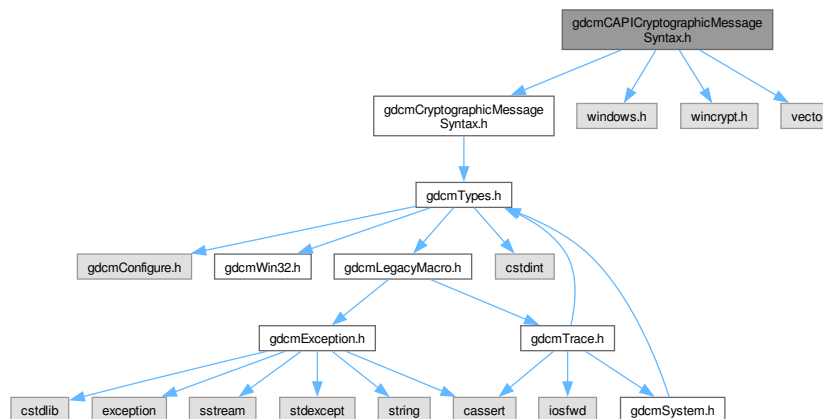 gdcmCAPICryptographicMessage
Syntax.h
gdcmCryptographicMessage
Syntax.h
windows.h
wincrypt.h
vector
gdcmTypes.h
gdcmConfigure.h
gdcmWin32.h
gdcmLegacyMacro.h
cstdint
gdcmException.h
gdcmTrace.h
cstdlib
exception
sstream
stdexcept
string
cassert
iosfwd
gdcmSystem.h